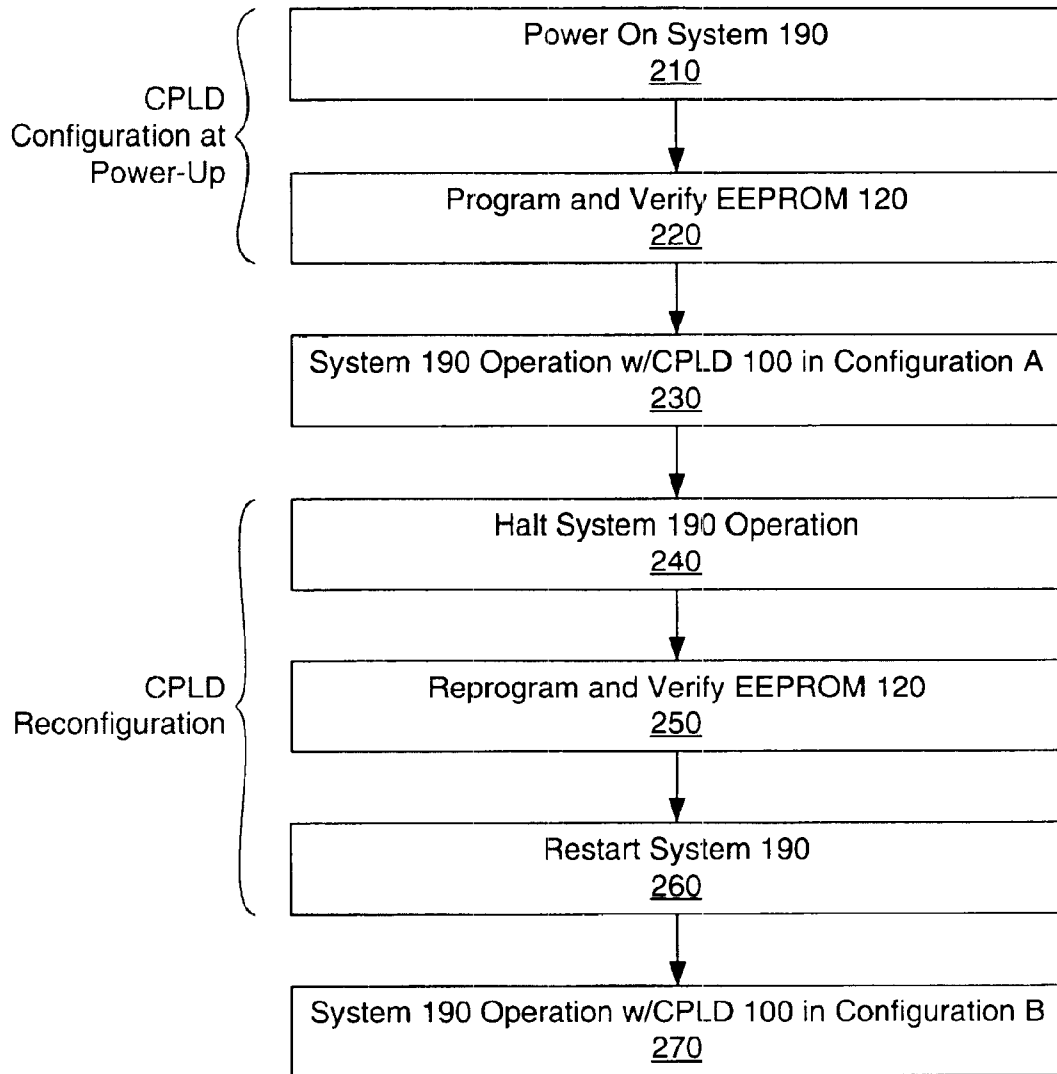 Power On System 190
210
CPLD
Configuration at
Power-Up
Program and Verify EEPROM 120
220
System 190 Operation w/CPLD 100 in Configuration A
230
Halt System 190 Operation
240
CPLD
Reconfiguration
Reprogram and Verify EEPROM 120
250
Restart System 190
260
System 190 Operation w/CPLD 100 in Configuration B
270